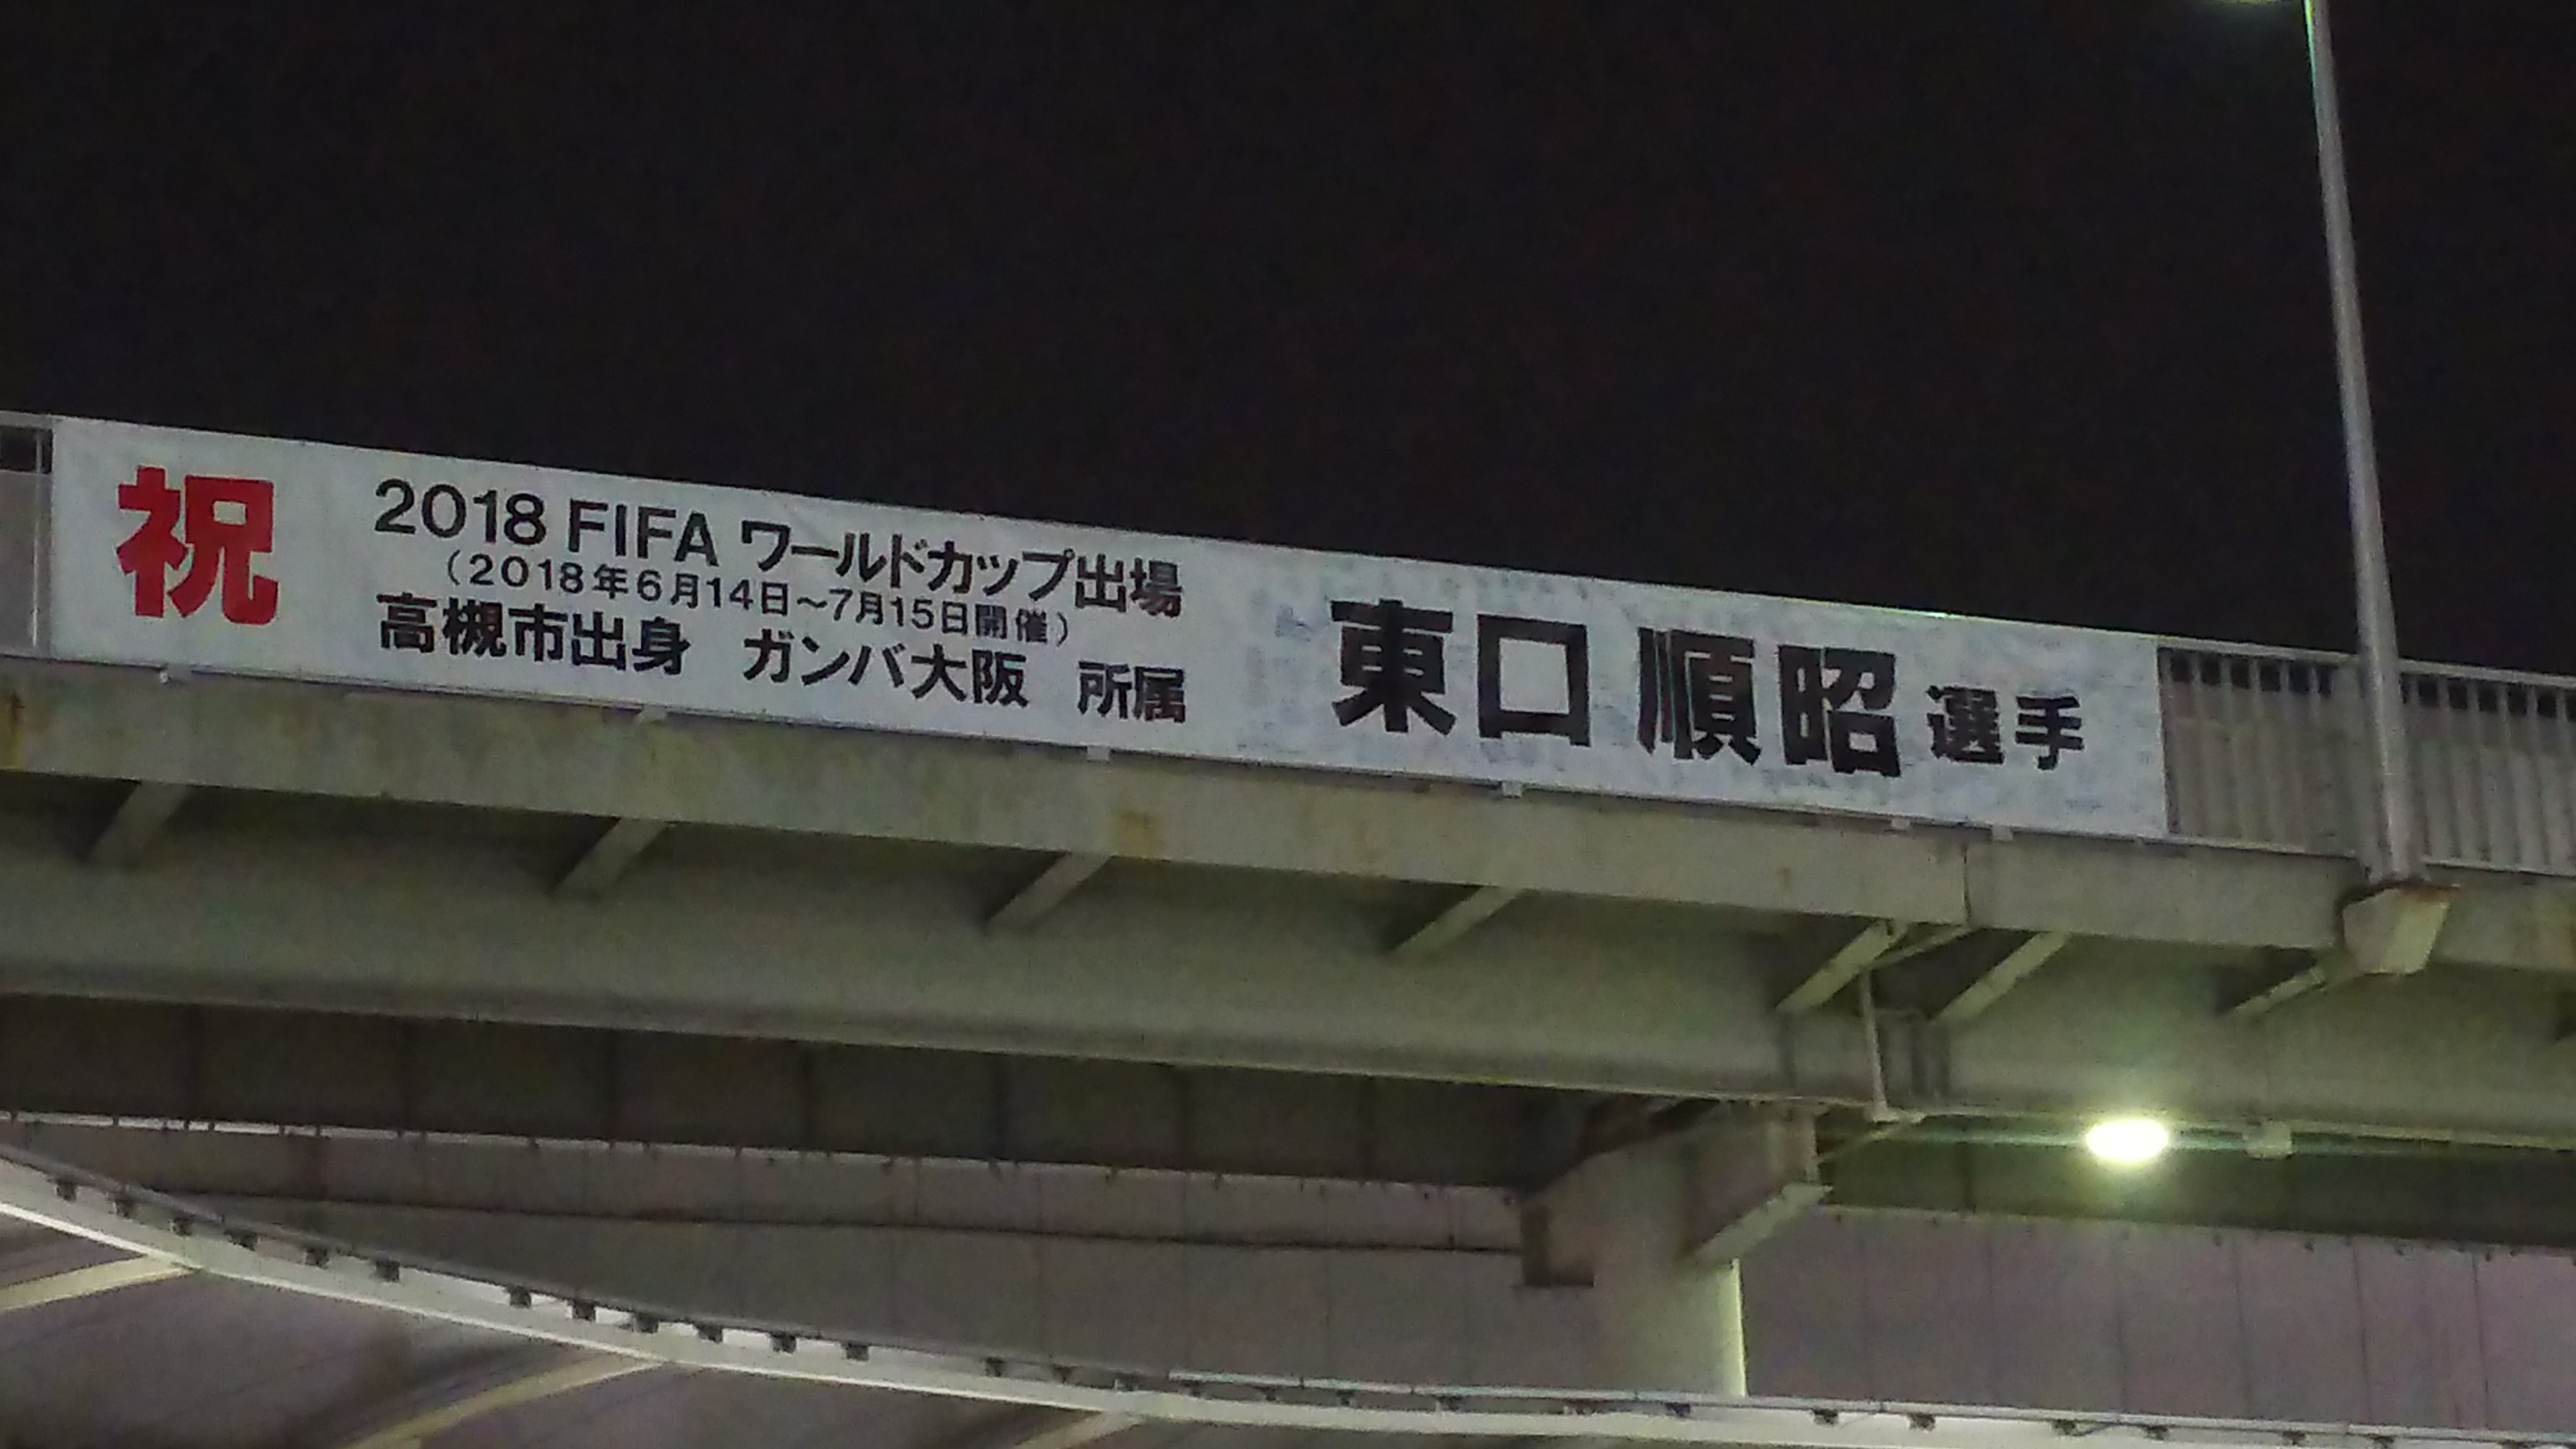 祝
2018 FIFA ワールドカップ出場
（2018年6月14日～7月15日開催）
高槻市出身　ガンバ大阪　所属
東口 順昭 選手